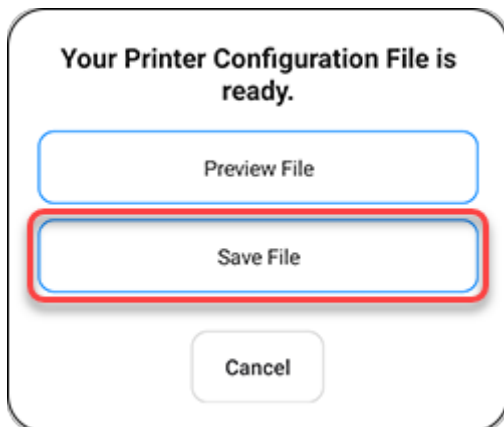 Your Printer Configuration File is
ready.
Preview File
Save File
Cancel